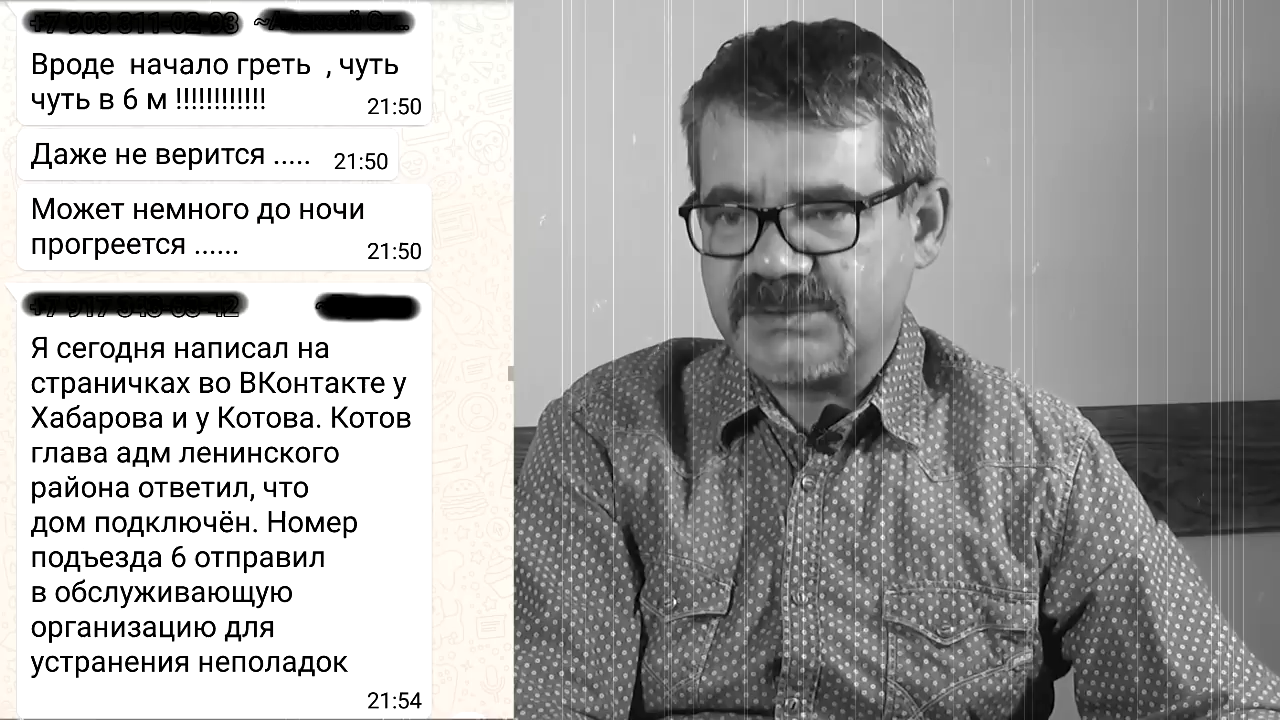 Вроде начало греть , чуть
чуть в 6 м !!!!!!!!!!!!
21:50
Даже не верится .....
21:50
Может немного до ночи
прогреется ......
21:50
Я сегодня написал на
страничках во ВКонтакте у
Хабарова и у Котова. Котов
глава адм ленинского
района ответил, что
дом подключён. Номер
подъезда 6 отправил
в обслуживающую
организацию для
устранения неполадок
21:54